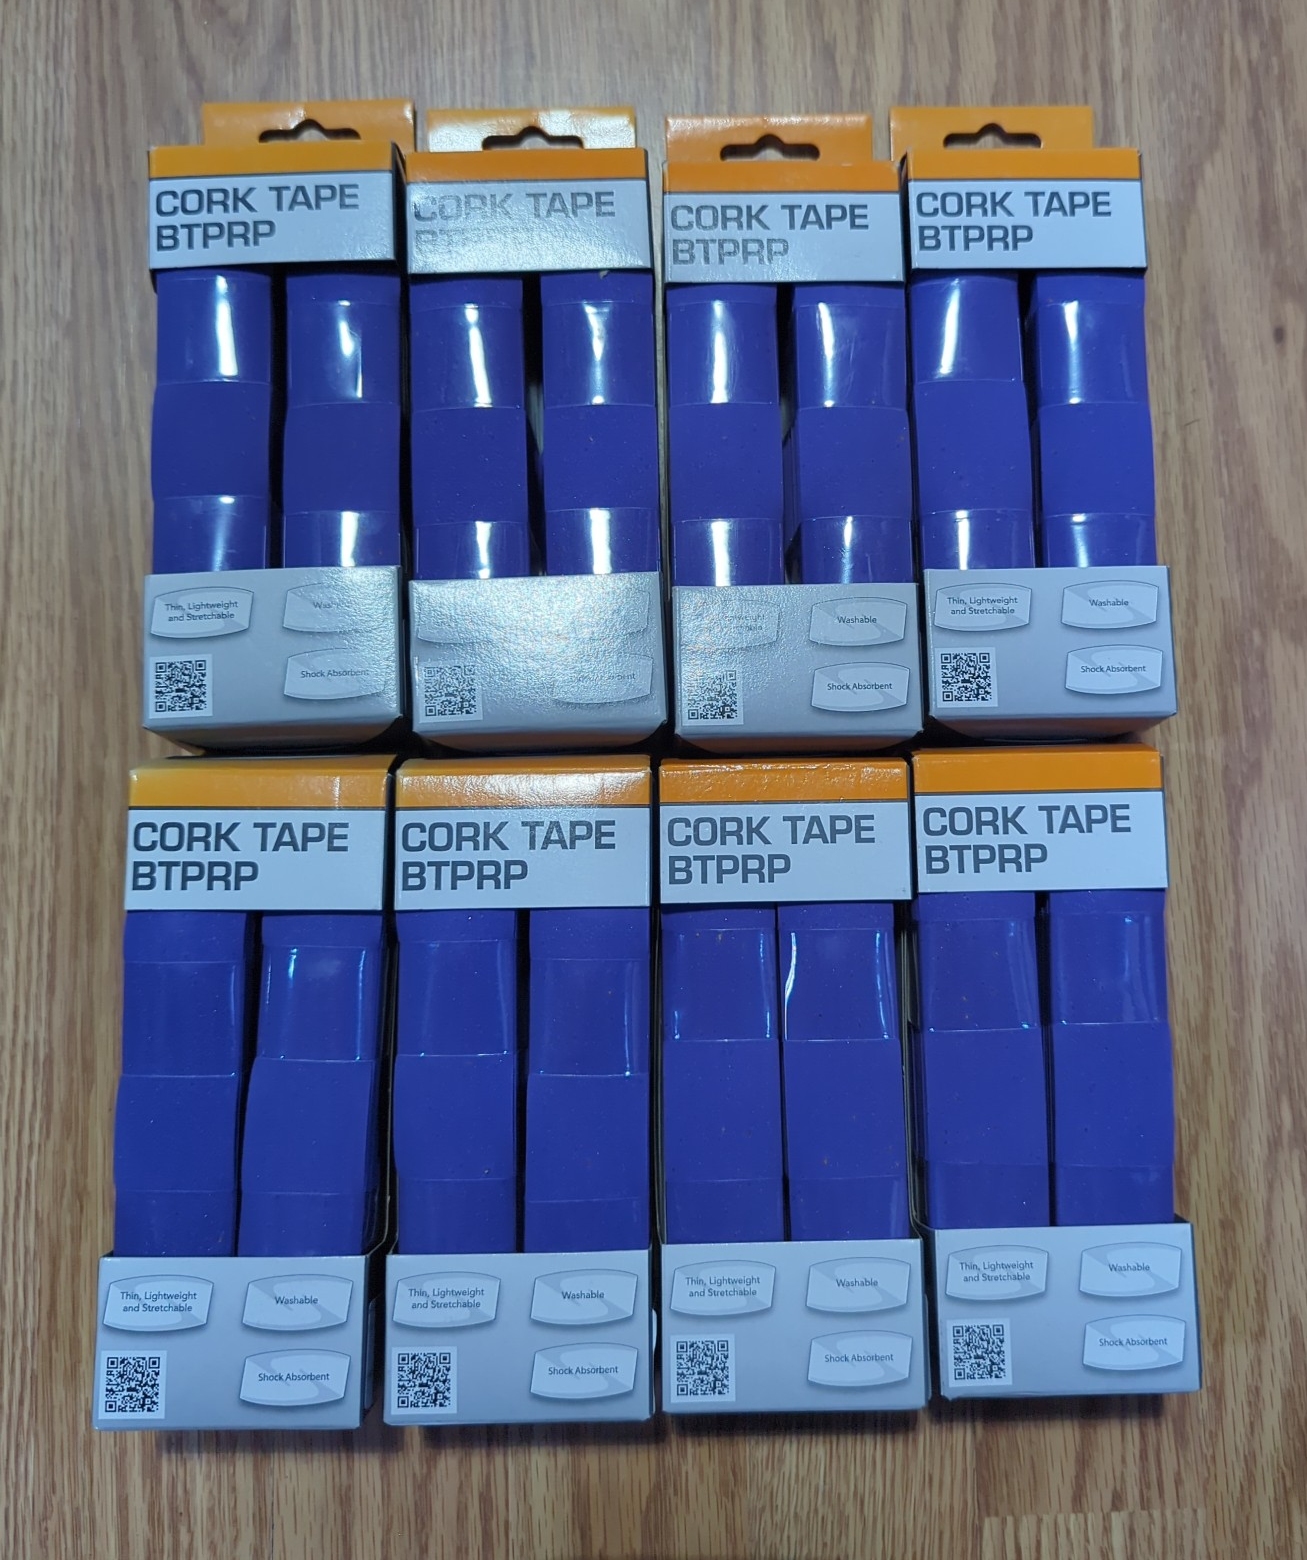 CORK TAPE
BTPRP
CORK TAPE
BTPRP
CORK TAPE
BTPRP
CORK TAPE
BTPRP
Thin, Lightweight
and Stretchable
Shock Absorbent
Washable
Shock Absorbent
Thin, Lightweight
and Stretchable
Washable
Shock Absorbent
CORK TAPE
BTPRP
CORK TAPE
BTPRP
CORK TAPE
BTPRP
CORK TAPE
BTPRP
Thin, Lightweight
and Stretchable
Washable
Shock Absorbent
Thin, Lightweight
and Stretchable
Washable
Shock Absorbent
Thin, Lightweight
and Stretchable
Washable
Shock Absorbent
Thin, Lightweight
and Stretchable
Washable
Shock Absorbent